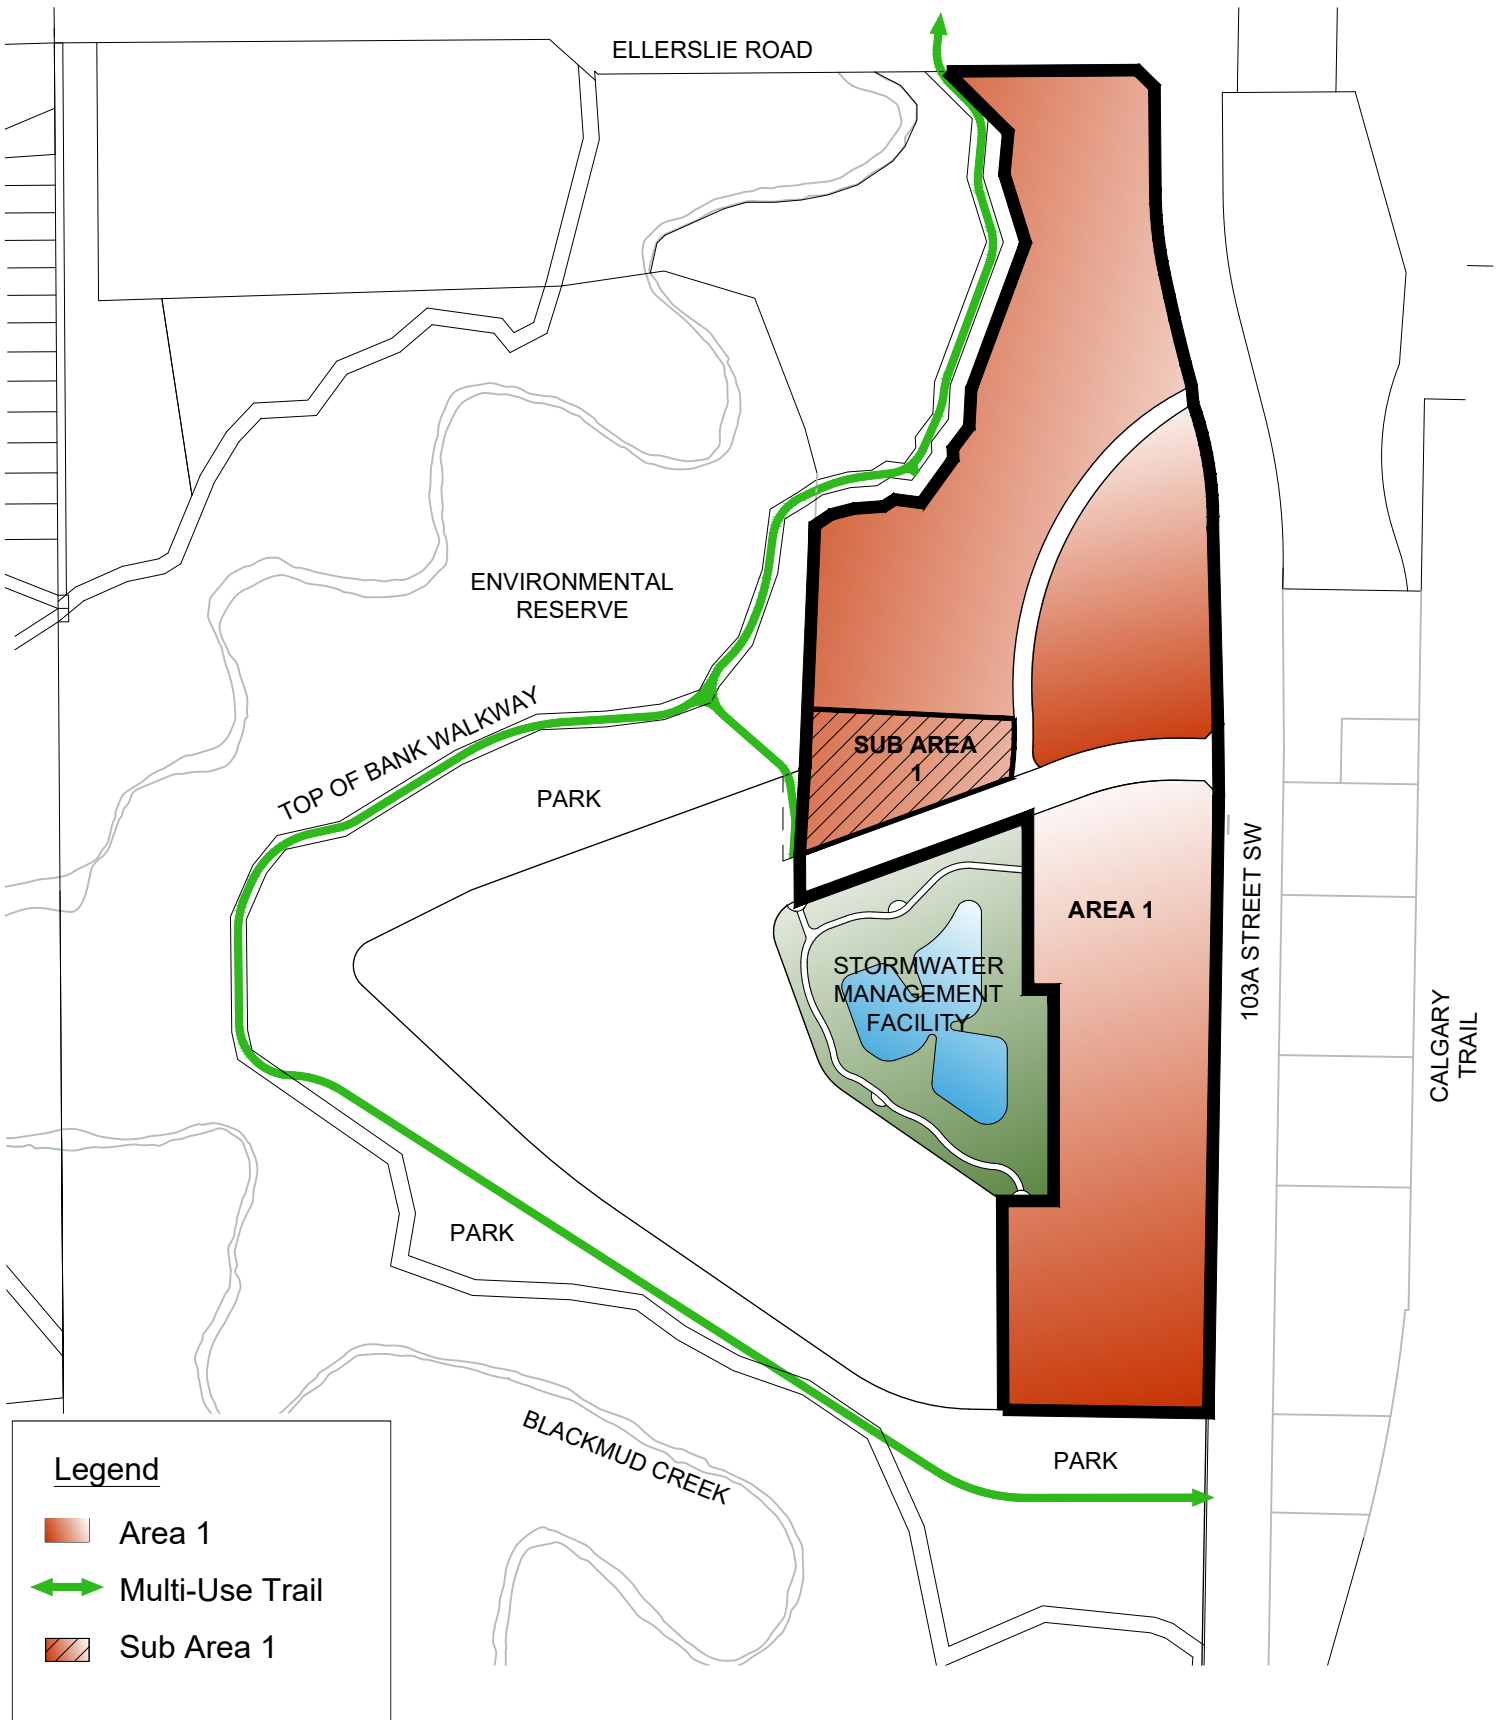 ELLERSLIE ROAD
ENVIRONMENTAL
RESERVE
TOP OF BANK WALKWAY
PARK
SUB AREA
1
AREA 1
STORMWATER
MANAGEMENT
FACILITY
103A STREET SW
CALGARY
TRAIL
PARK
BLACKMUD CREEK
PARK
Legend
Area 1
Multi-Use Trail
Sub Area 1